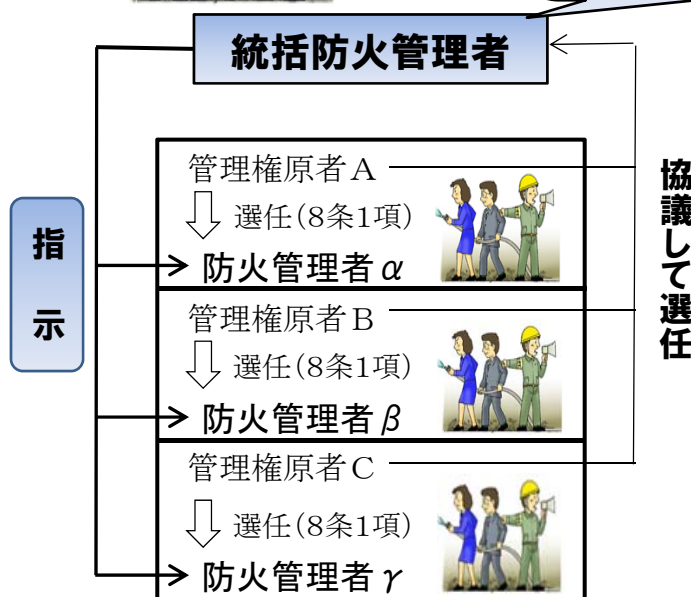 統括防火管理者
管理権原者A
選任(8条1項)
防火管理者α
管理権原者B
選任(8条1項)
防火管理者β
管理権原者C
選任(8条1項)
防火管理者γ
指示
協議して選任